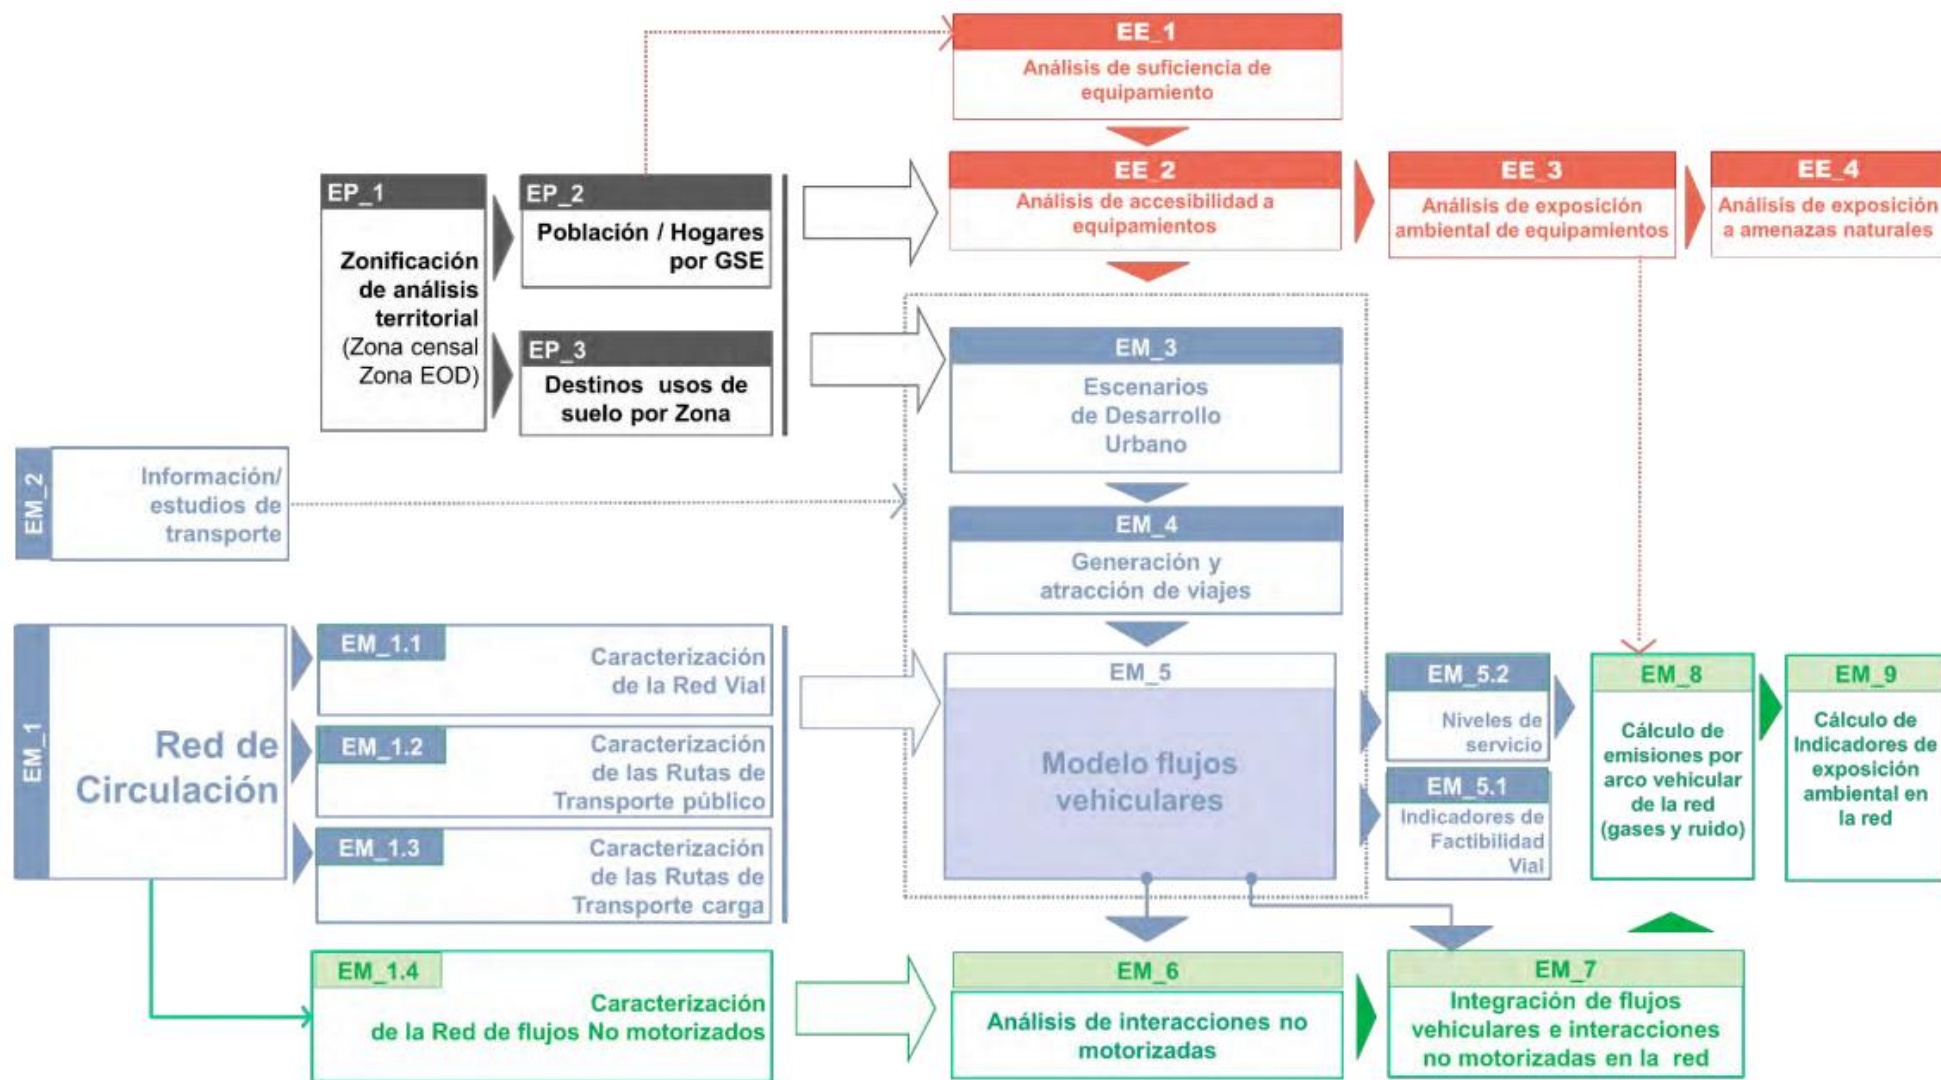 EE_1
Análisis de suficiencia de
equipamiento
EP_1
Zonificación
de análisis
territorial
(Zona censal
Zona EOD)
EP_2
Población / Hogares
por GSE
EP_3
Destinos usos de
suelo por Zona
EE_2
Análisis de accesibilidad a
equipamientos
EE_3
Análisis de exposición
ambiental de equipamientos
EE_4
Análisis de exposición
a amenazas naturales
EM_3
Escenarios
de Desarrollo
Urbano
EM_2
Información/
estudios de
transporte
EM_4
Generación y
atracción de viajes
EM_1
Red de
Circulación
EM_1.1
Caracterización
de la Red Vial
EM_1.2
Caracterización
de las Rutas de
Transporte público
EM_1.3
Caracterización
de las Rutas de
Transporte carga
EM_5
Modelo flujos
vehiculares
EM_5.2
Niveles de
servicio
EM_5.1
Indicadores de
Factibilidad
Vial
EM_8
Cálculo de
emisiones por
arco vehicular
de la red
(gases y ruido)
EM_9
Cálculo de
Indicadores de
exposición
ambiental en
la red
EM_1.4
Caracterización
de la Red de flujos No motorizados
EM_6
Análisis de interacciones no
motorizadas
EM_7
Integración de flujos
vehiculares e interacciones
no motorizadas en la red